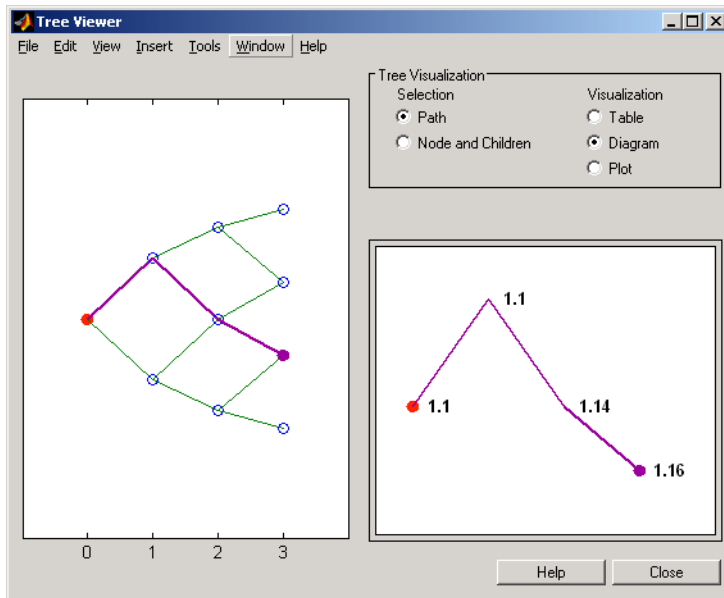 Tree Viewer
File Edit View Insert Tools Window Help
Tree Visualization
Selection
Path
Node and Children
Visualization
Table
Diagram
Plot
0 1 2 3
1.1
1.1
1.14
1.16
Help Close